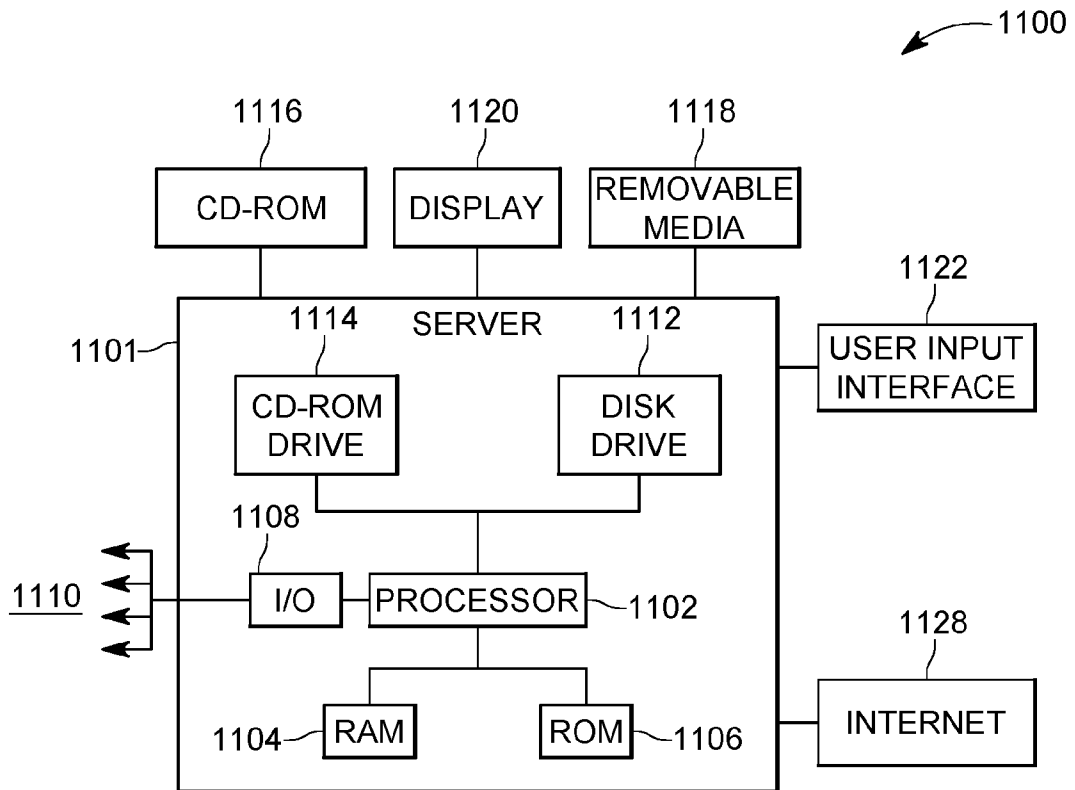 1100
1116
1120
1118
CD-ROM
DISPLAY
REMOVABLE
MEDIA
1122
USER INPUT
INTERFACE
1101
SERVER
1114
1112
CD-ROM
DRIVE
DISK
DRIVE
1108
1110
I/O
PROCESSOR
1102
1128
INTERNET
1104
RAM
ROM
1106